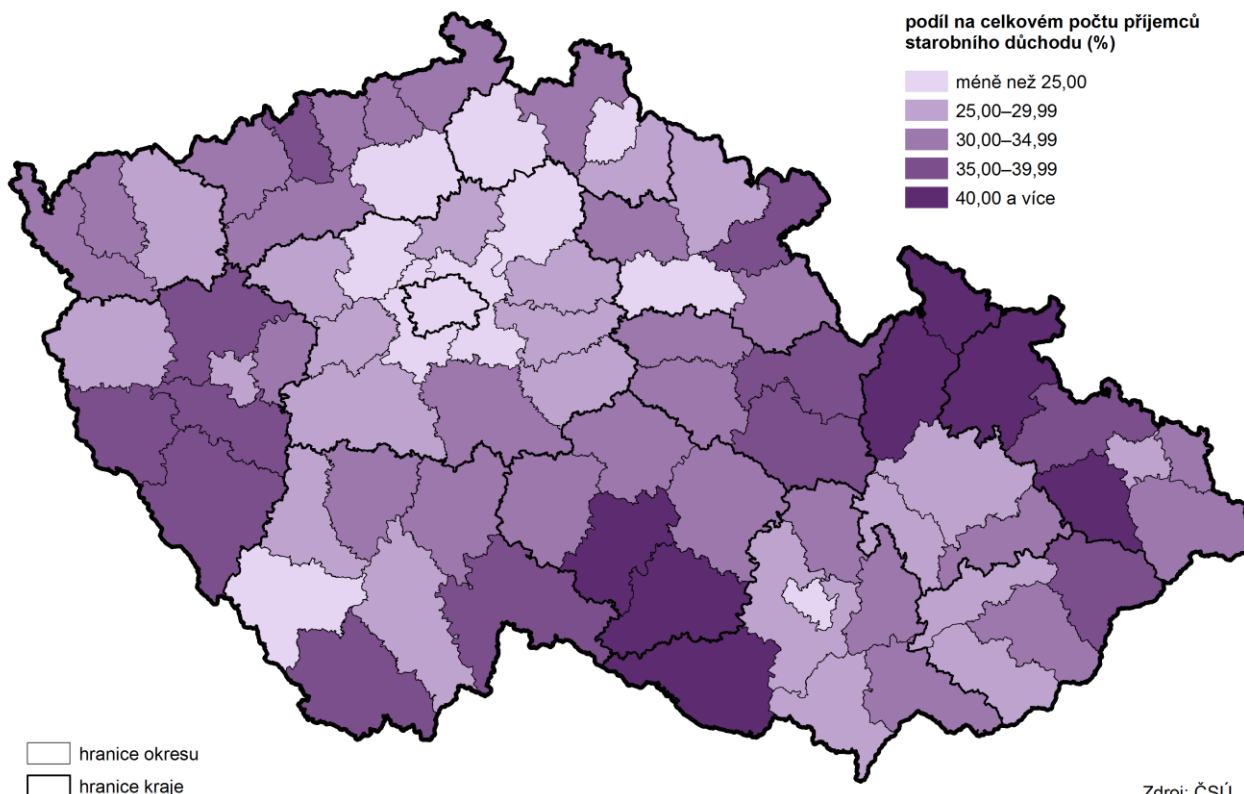 podíl na celkovém počtu příjemců
starobního důchodu (%)
méně než 25,00
25,00–29,99
30,00–34,99
35,00–39,99
40,00 a více
hranice okresu
hranice kraje
Zdroj: ČSÚ